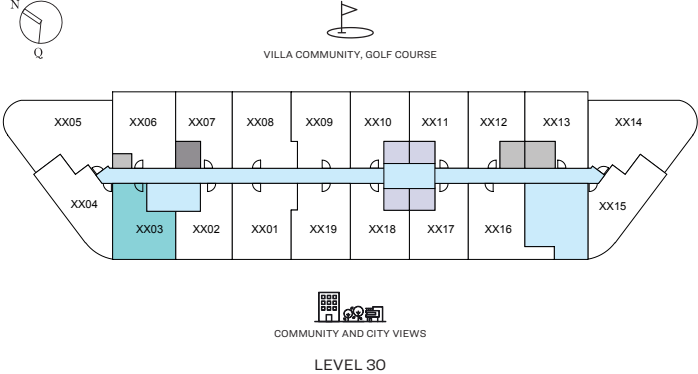 N
Q
VILLA COMMUNITY, GOLF COURSE
XX05 XX06 XX07 XX08 XX09 XX10 XX11 XX12 XX13 XX14
XX04 XX03 XX02 XX01 XX19 XX18 XX17 XX16 XX15
COMMUNITY AND CITY VIEWS
LEVEL 30